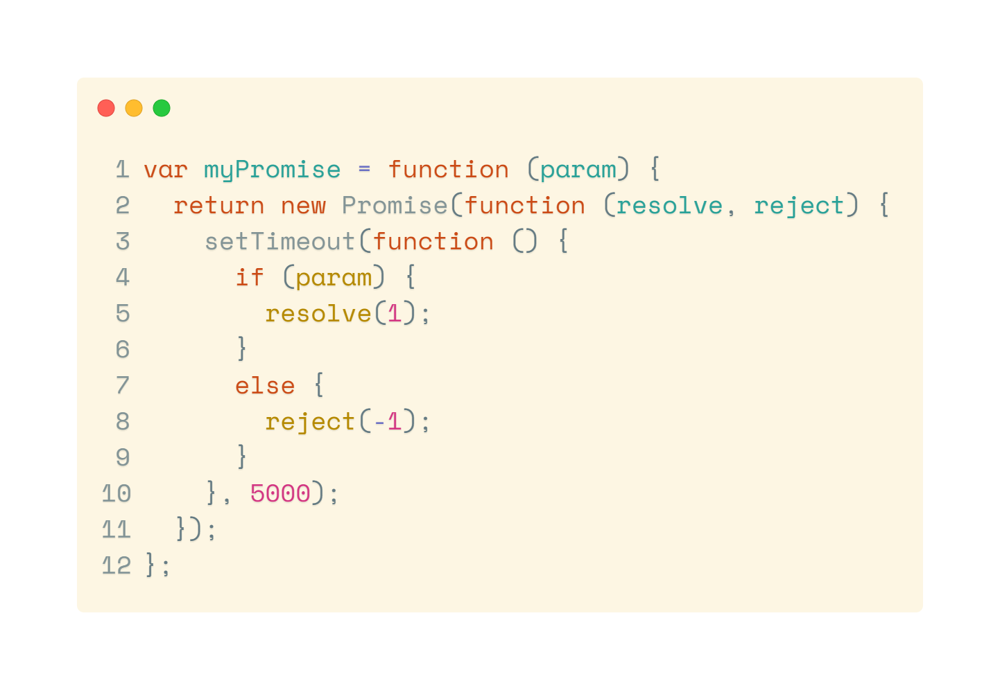 1 var myPromise = function (param) {
2   return new Promise(function (resolve, reject) {
3     setTimeout(function () {
4       if (param) {
5         resolve(1);
6       }
7       else {
8         reject(-1);
9       }
10     }, 5000);
11   });
12 };